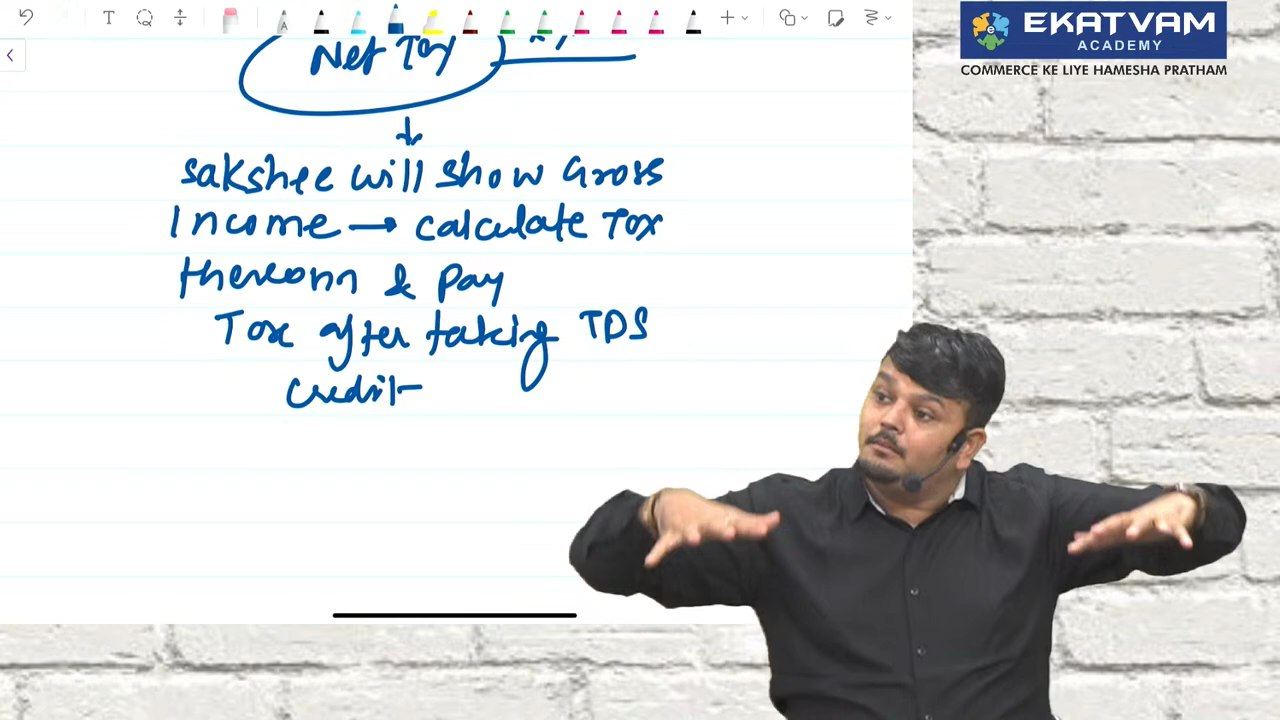 EKATVAM
ACADEMY
COMMERCE KE LIYE HAMESHA PRATHAM
Net Tax
Sakshee will show Gross
Income → calculate Tax
thereonn & pay
Tax after taking TDS
credit